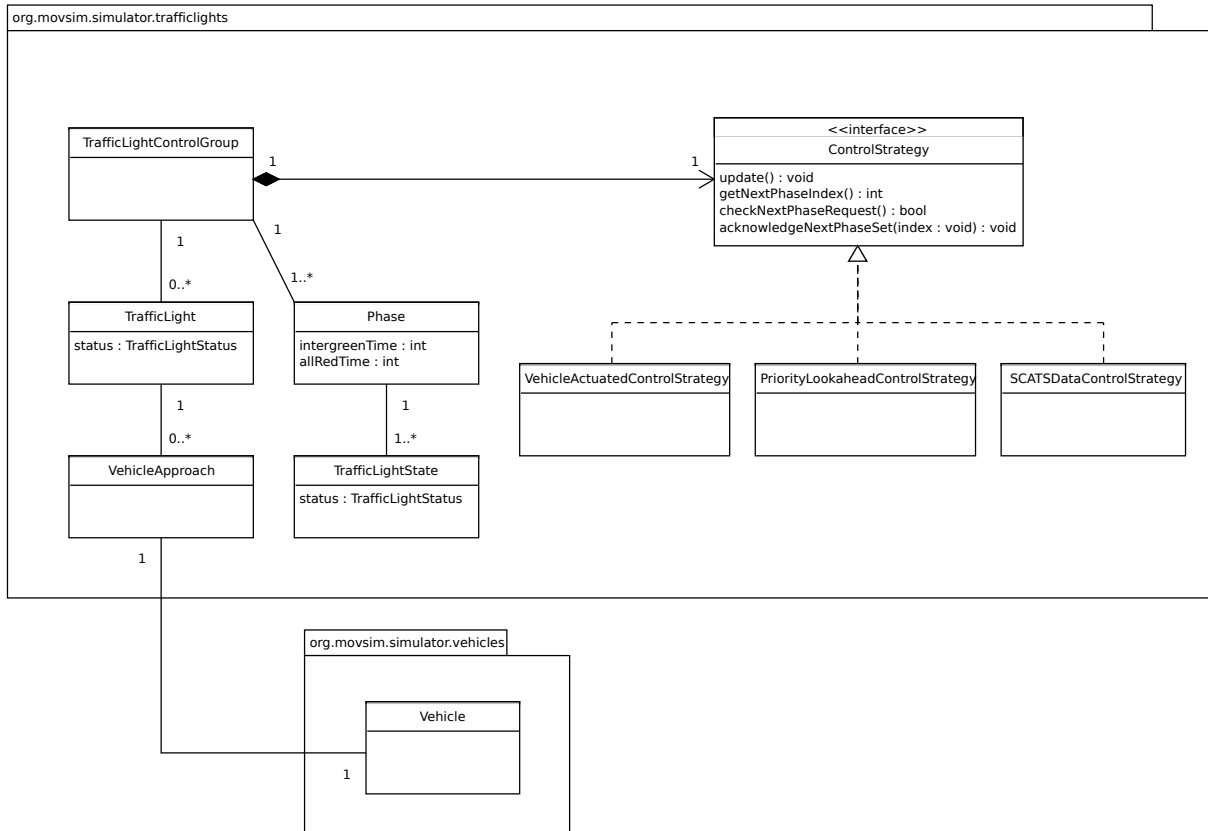 org.movsim.simulator.trafficlights
TrafficLightControlGroup
1
1
<<interface>>
ControlStrategy
update() : void
getNextPhaseIndex() : int
checkNextPhaseRequest() : bool
acknowledgeNextPhaseSet(index : void) : void
1
0..*
1
1..*
TrafficLight
status : TrafficLightStatus
Phase
intergreenTime : int
allRedTime : int
VehicleActuatedControlStrategy
PriorityLookaheadControlStrategy
SCATSDataControlStrategy
1
0..*
1
1..*
VehicleApproach
TrafficLightState
status : TrafficLightStatus
1
org.movsim.simulator.vehicles
Vehicle
1